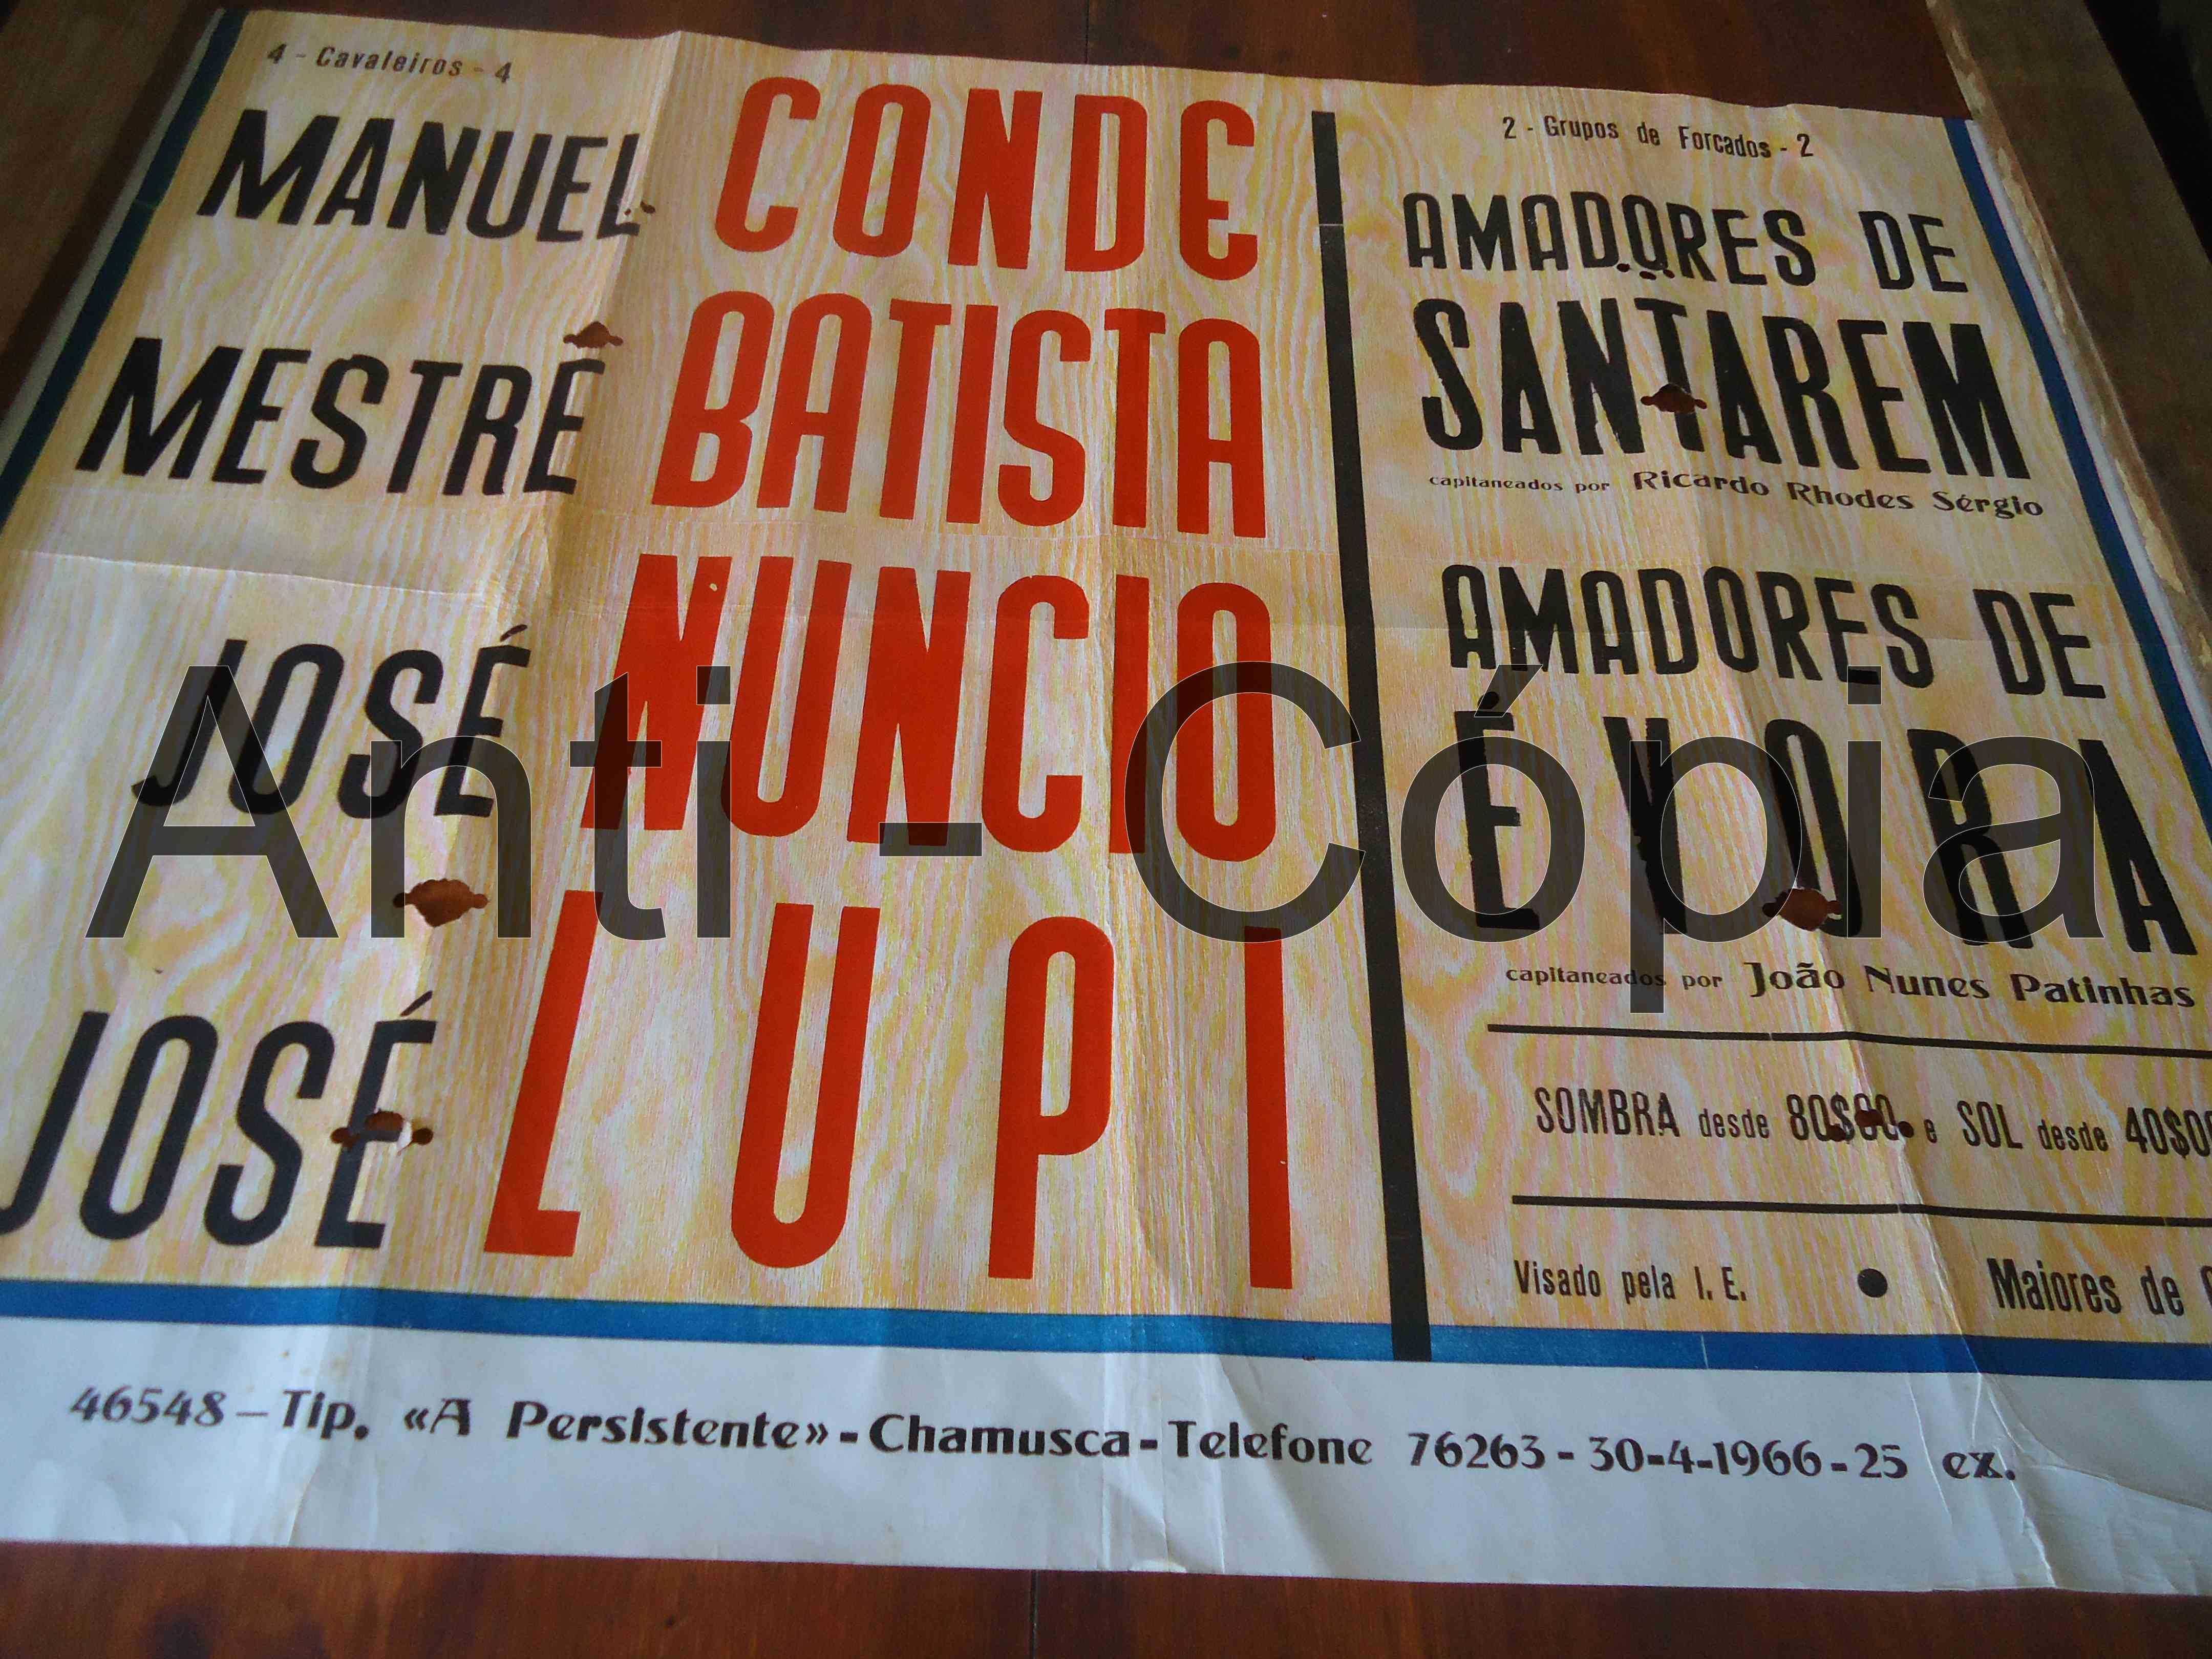 4 - Cavaleiros - 4
MANUEL CONDE
MESTRE BATISTA
JOSÉ NUNCIO
JOSÉ LUPI
2 - Grupos de Forcados - 2
AMADORES DE
SANTAREM
capitaneados por Ricardo Rhodes Sérgio
AMADORES DE
ÉVORA
capitaneados por João Nunes Patinhas
SOMBRA desde 80$00. e SOL desde 40$00
Visado pela I. E. ● Maiores de
46548 – Tip. «A Persistente» - Chamusca - Telefone 76263 - 30-4-1966 - 25 ex.
Anti - Cópia